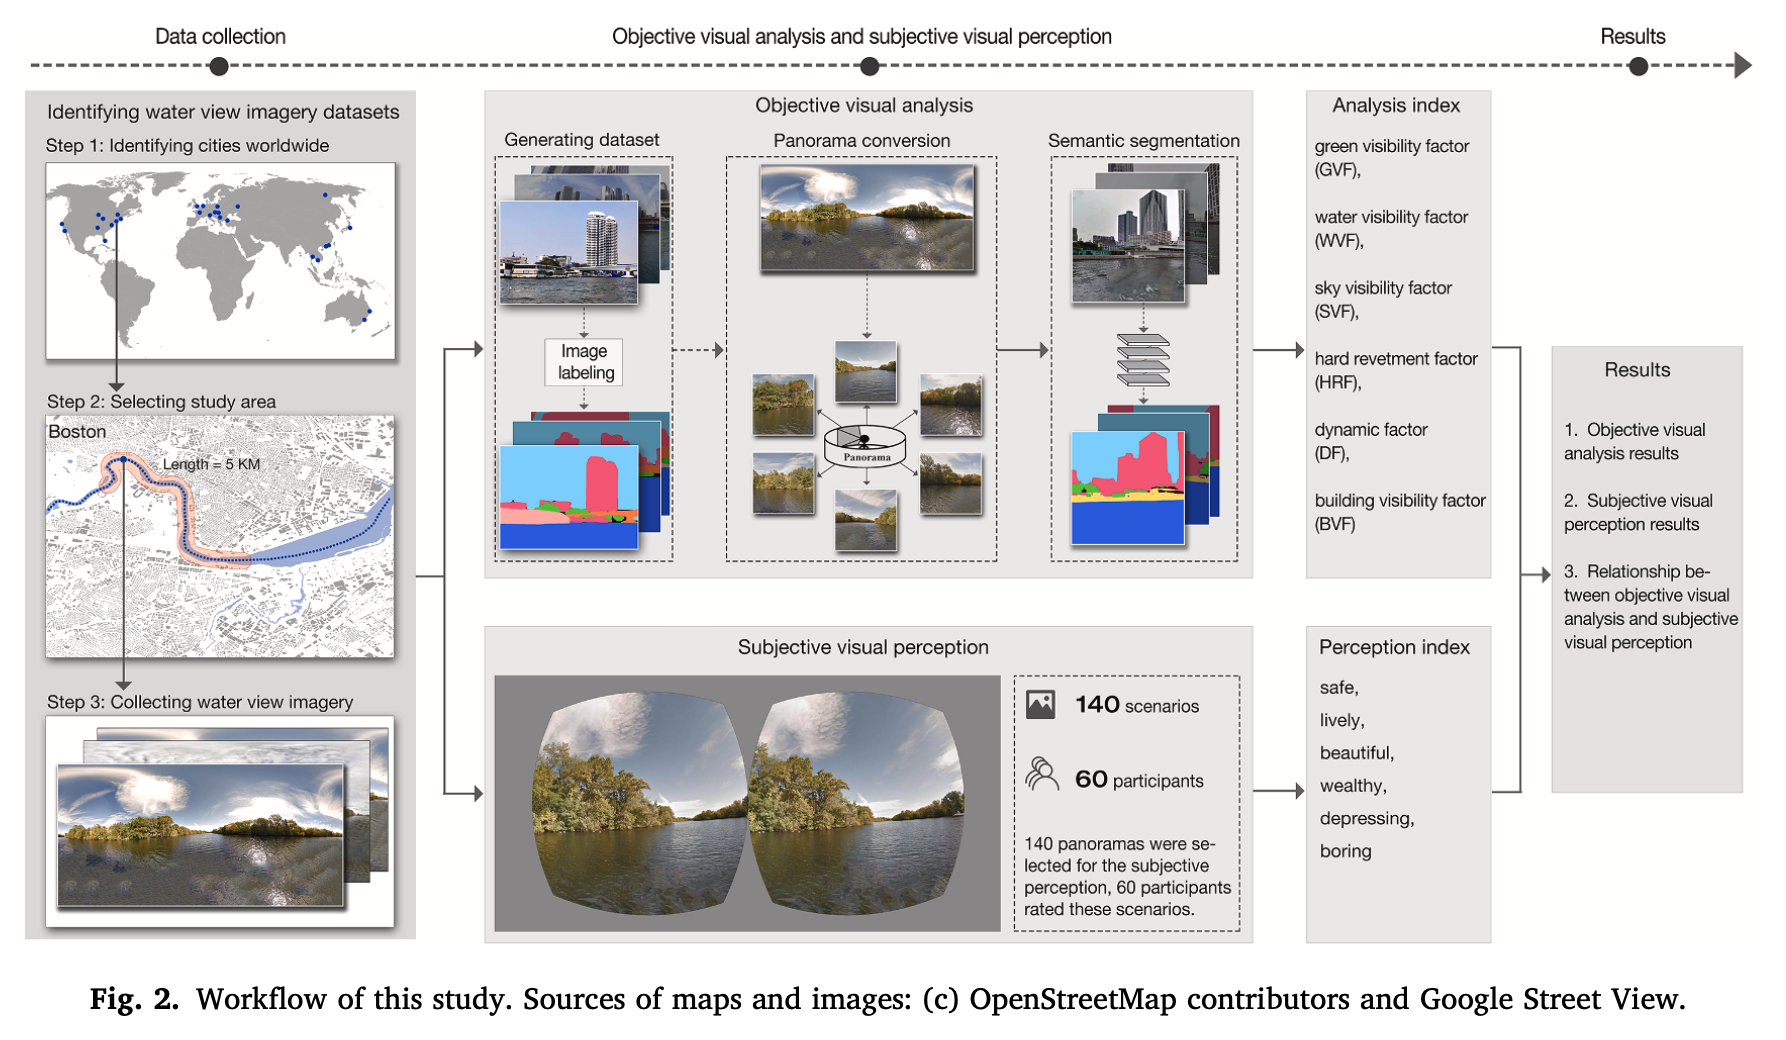 Data collection
Objective visual analysis and subjective visual perception
Results
Identifying water view imagery datasets
Step 1: Identifying cities worldwide
Step 2: Selecting study area
Boston
Length = 5 KM
Step 3: Collecting water view imagery
Objective visual analysis
Generating dataset
Image
labeling
Panorama conversion
Panorama
Semantic segmentation
Subjective visual perception
140 scenarios
60 participants
140 panoramas were se-
lected for the subjective
perception, 60 participants
rated these scenarios.
Analysis index
green visibility factor
(GVF),
water visibility factor
(WVF),
sky visibility factor
(SVF),
hard revetment factor
(HRF),
dynamic factor
(DF),
building visibility factor
(BVF)
Perception index
safe,
lively,
beautiful,
wealthy,
depressing,
boring
Results
1. Objective visual
analysis results
2. Subjective visual
perception results
3. Relationship be-
tween objective visual
analysis and subjective
visual perception
Fig. 2. Workflow of this study. Sources of maps and images: (c) OpenStreetMap contributors and Google Street View.